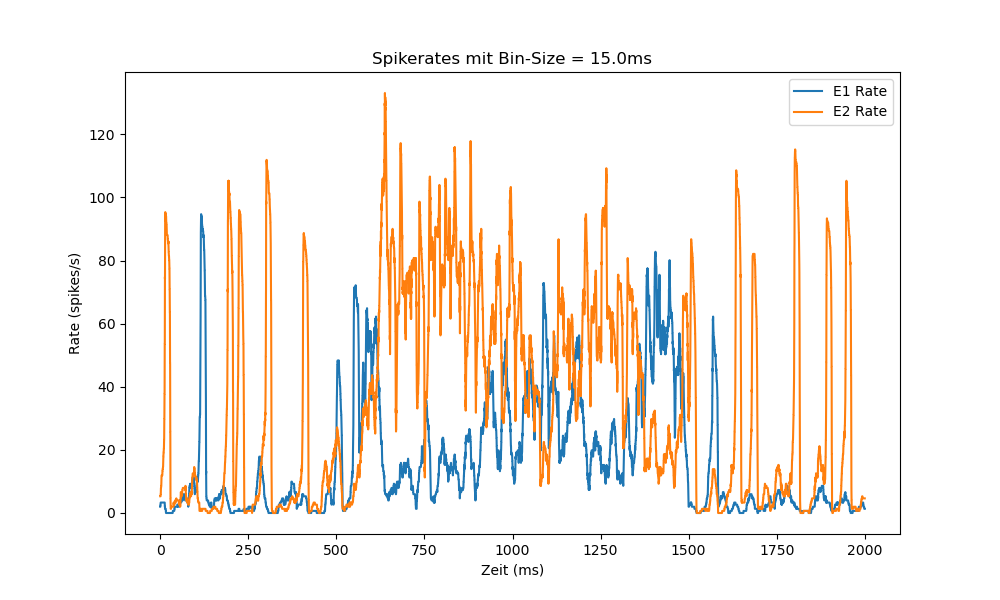 Spikerates mit Bin-Size = 15.0ms
E1 Rate
E2 Rate
Rate (spikes/s)
120
100
80
60
40
20
0
0 250 500 750 1000 1250 1500 1750 2000
Zeit (ms)